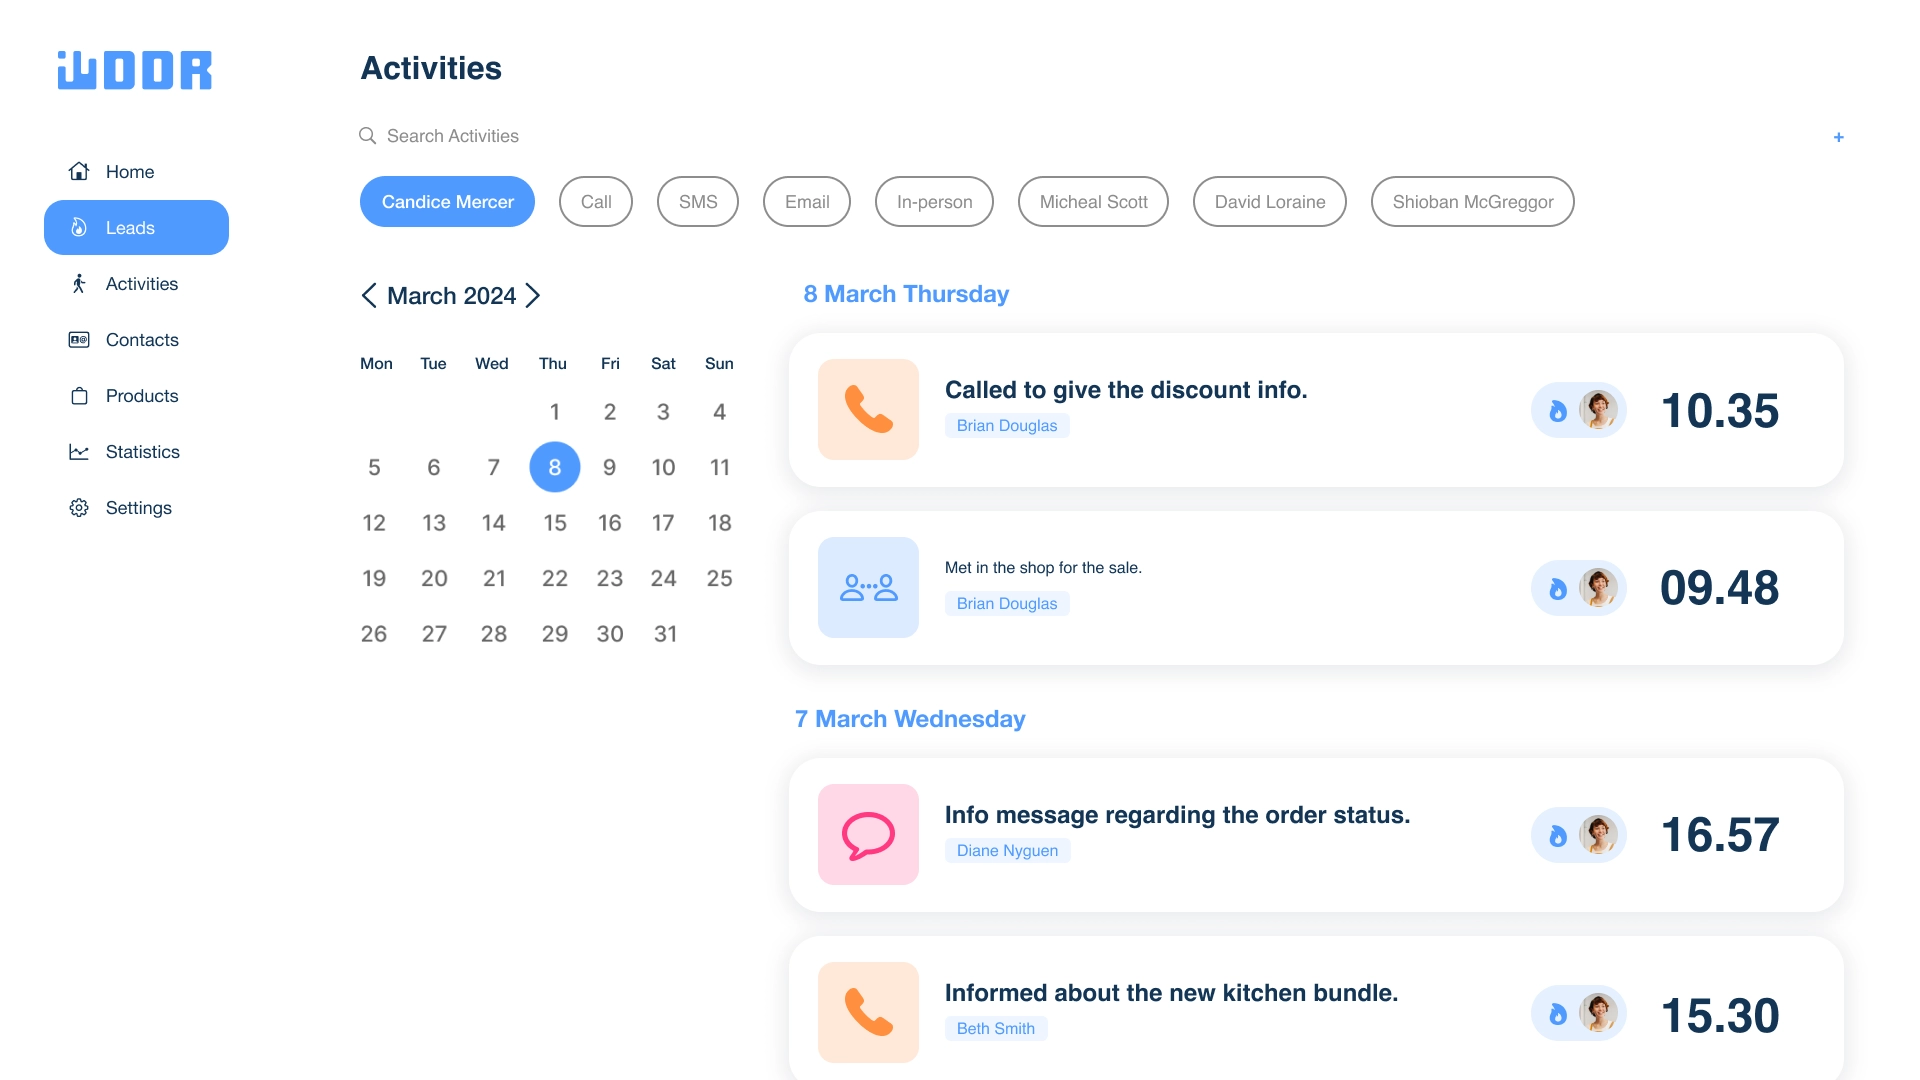 Activities
Search Activities
+
Home
Leads
Activities
Contacts
Products
Statistics
Settings
Candice Mercer
Call
SMS
Email
In-person
Micheal Scott
David Loraine
Shioban McGreggor
March 2024
Mon Tue Wed Thu Fri Sat Sun
1 2 3 4
5 6 7 8 9 10 11
12 13 14 15 16 17 18
19 20 21 22 23 24 25
26 27 28 29 30 31
8 March Thursday
Called to give the discount info.
Brian Douglas
10.35
Met in the shop for the sale.
Brian Douglas
09.48
7 March Wednesday
Info message regarding the order status.
Diane Nyguen
16.57
Informed about the new kitchen bundle.
Beth Smith
15.30